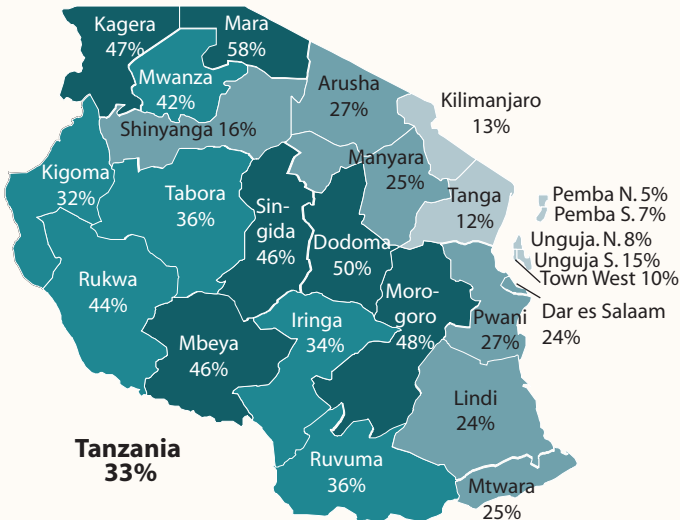 Kagera
47%
Mara
58%
Mwanza
42%
Arusha
27%
Kilimanjaro
13%
Shinyanga 16%
Kigoma
32%
Tabora
36%
Sin-
gida
46%
Manyara
25%
Tanga
12%
Pemba N. 5%
Pemba S. 7%
Unguja. N. 8%
Unguja S. 15%
Town West 10%
Dodoma
50%
Rukwa
44%
Moro-
goro
48%
Dar es Salaam
24%
Pwani
27%
Iringa
34%
Mbeya
46%
Lindi
24%
Tanzania
33%
Ruvuma
36%
Mtwara
25%